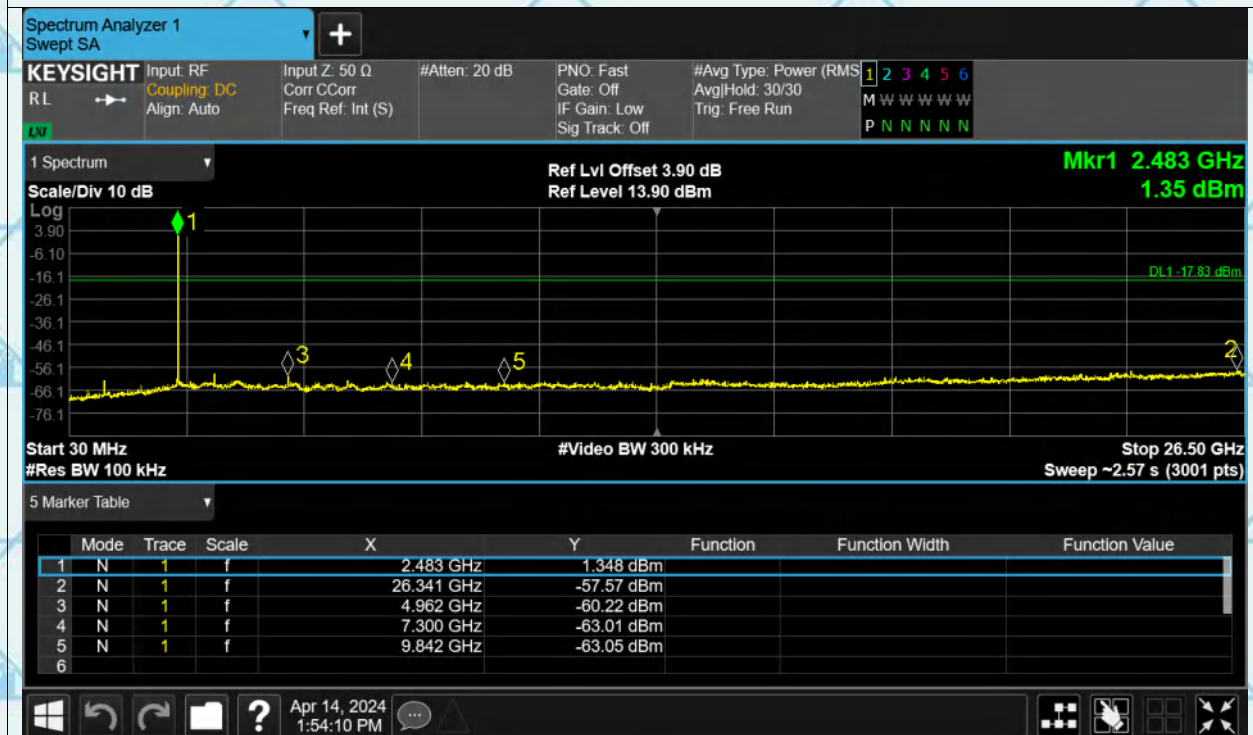 Spectrum Analyzer 1
Swept SA
+
KEYSIGHT Input: RF Input Z: 50 Ω #Atten: 20 dB PNO: Fast #Avg Type: Power (RMS 1 2 3 4 5 6
RL Coupling: DC Corr CCorr Gate: Off Avg|Hold: 30/30 M W W W W W
Align: Auto Freq Ref: Int (S) IF Gain: Low Trig: Free Run P N N N N N
LXI Sig Track: Off
1 Spectrum Ref Lvl Offset 3.90 dB Mkr1 2.483 GHz
Scale/Div 10 dB Ref Level 13.90 dBm 1.35 dBm
Log
1
3.90
-6.10
-16.1 DL1 -17.83 dBm
-26.1
-36.1
-46.1 3 4 5 2
-56.1
-66.1
-76.1
Start 30 MHz #Video BW 300 kHz Stop 26.50 GHz
#Res BW 100 kHz Sweep ~2.57 s (3001 pts)
5 Marker Table
Mode Trace Scale X Y Function Function Width Function Value
1 N 1 f 2.483 GHz 1.348 dBm
2 N 1 f 26.341 GHz -57.57 dBm
3 N 1 f 4.962 GHz -60.22 dBm
4 N 1 f 7.300 GHz -63.01 dBm
5 N 1 f 9.842 GHz -63.05 dBm
6
? Apr 14, 2024
1:54:10 PM